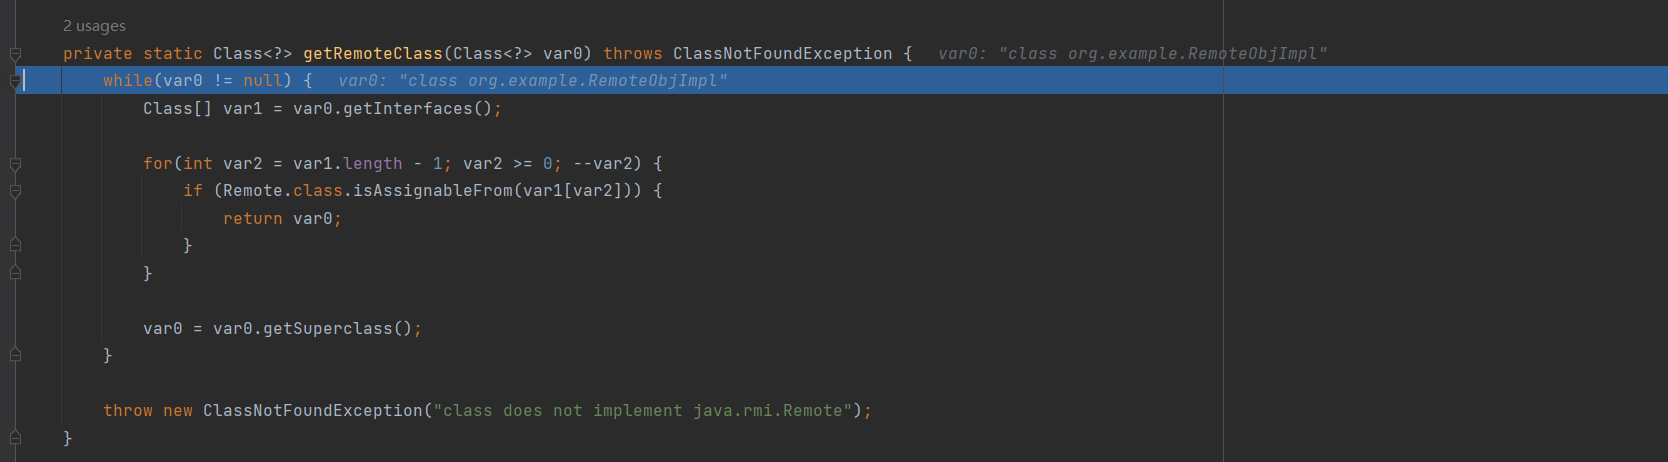 2 usages
private static Class<?> getRemoteClass(Class<?> var0) throws ClassNotFoundException {   var0: "class org.example.RemoteObjImpl"
    while(var0 != null) {   var0: "class org.example.RemoteObjImpl"
        Class[] var1 = var0.getInterfaces();
        for(int var2 = var1.length - 1; var2 >= 0; --var2) {
            if (Remote.class.isAssignableFrom(var1[var2])) {
                return var0;
            }
        }
        var0 = var0.getSuperclass();
    }
    throw new ClassNotFoundException("class does not implement java.rmi.Remote");
}